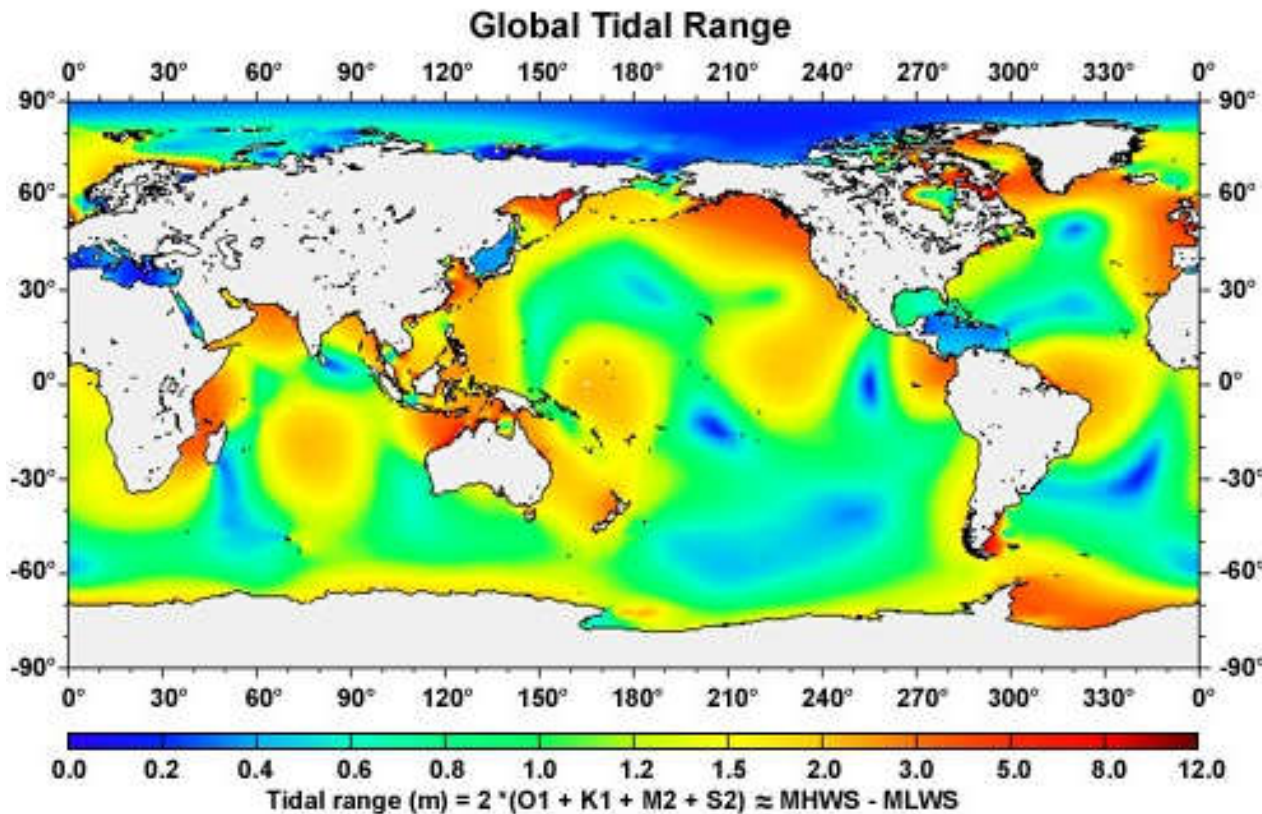 Global Tidal Range
0° 30° 60° 90° 120° 150° 180° 210° 240° 270° 300° 330° 0°
90° 90°
60° 60°
30° 30°
0° 0°
-30° -30°
-60° -60°
-90° -90°
0° 30° 60° 90° 120° 150° 180° 210° 240° 270° 300° 330° 0°
0.0 0.2 0.4 0.6 0.8 1.0 1.2 1.5 2.0 3.0 5.0 8.0 12.0
Tidal range (m) = 2 *(O1 + K1 + M2 + S2) ≈ MHWS - MLWS